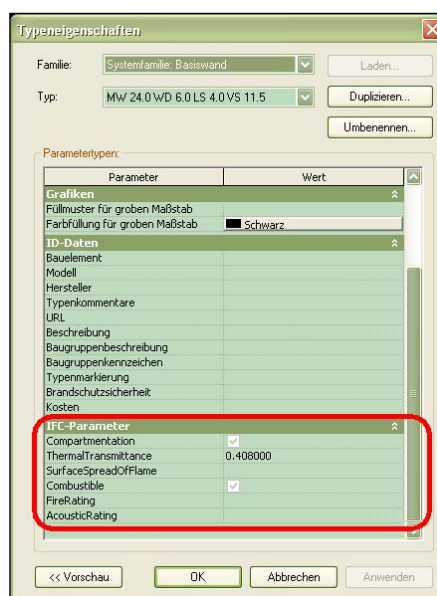 Typeneigenschaften
Familie: Systemfamilie: Basiswand Laden...
Typ: MW 24.0 WD 6.0 LS 4.0 VS 11.5 Duplizieren...
Umbenennen...
Parametertypen:
Parameter Wert
Grafiken
Füllmuster für groben Maßstab
Farbfüllung für groben Maßstab Schwarz
ID-Daten
Bauelement
Modell
Hersteller
Typenkommentare
URL
Beschreibung
Baugruppenbeschreibung
Baugruppenkennzeichen
Typenmarkierung
Brandschutzsicherheit
Kosten
IFC-Parameter
Compartmentation
ThermalTransmittance 0.408000
SurfaceSpreadOfFlame
Combustible
FireRating
AcousticRating
<< Vorschau OK Abbrechen Anwenden